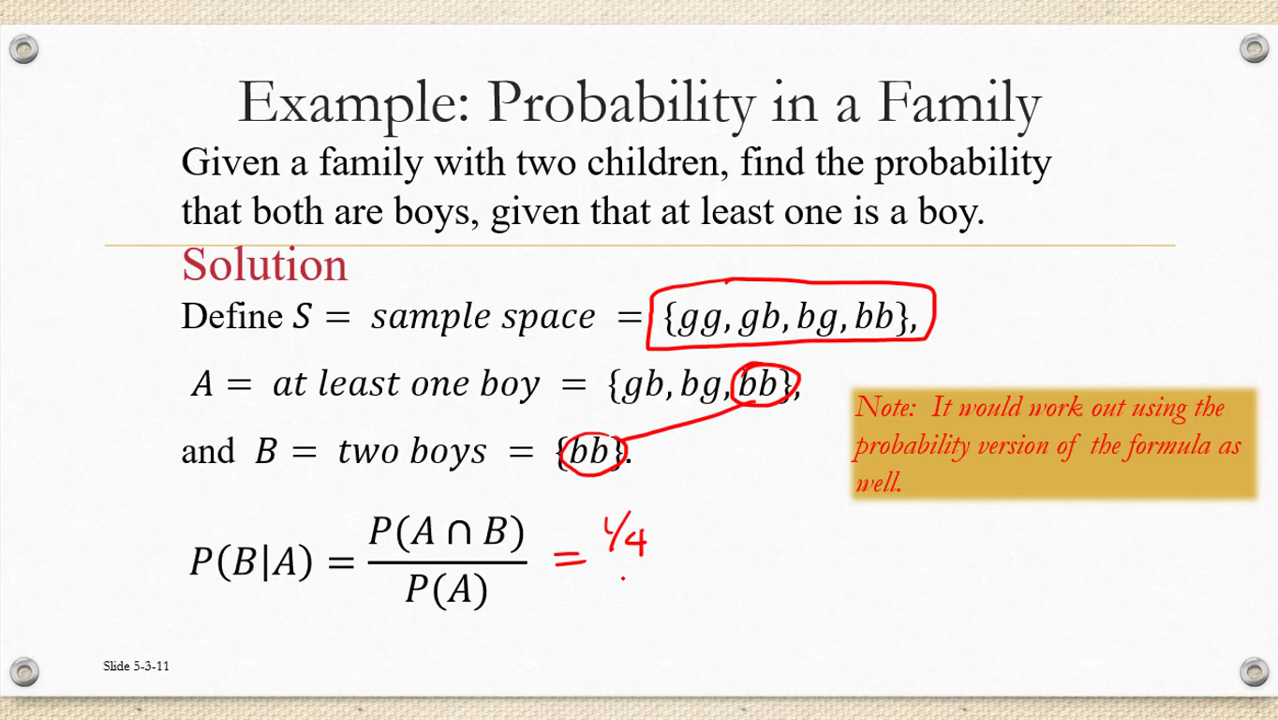 Example: Probability in a Family
Given a family with two children, find the probability
that both are boys, given that at least one is a boy.
Solution
Define S = sample space = {gg, gb, bg, bb},
A = at least one boy = {gb, bg, bb},
and B = two boys = {bb}.
Note: It would work out using the
probability version of the formula as
well.
P(B|A) = P(A ∩ B) / P(A) = 1/4
Slide 5-3-11